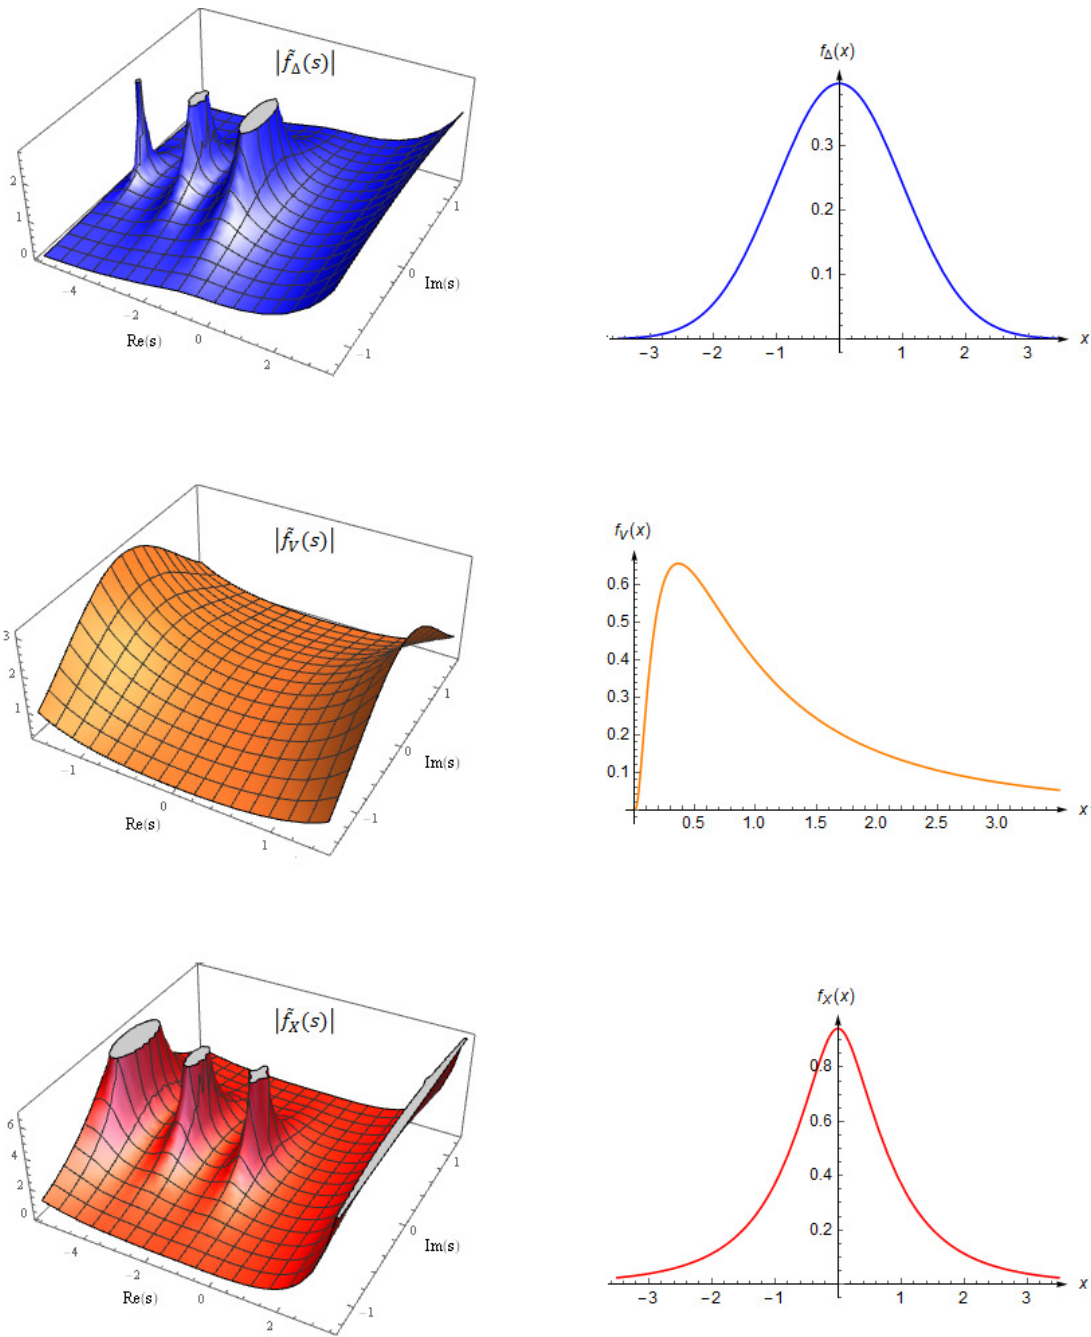 |f̃_Δ(s)|
2
1
0
−4
−2
0
2
Re(s)
−1
0
1
Im(s)
f_Δ(x)
0.3
0.2
0.1
−3 −2 −1 1 2 3 x
|f̃_V(s)|
3
2
1
−1
0
1
Re(s)
−1
0
1
Im(s)
f_V(x)
0.6
0.5
0.4
0.3
0.2
0.1
0.5 1.0 1.5 2.0 2.5 3.0 x
|f̃_X(s)|
6
4
2
0
−4
−2
0
2
Re(s)
−1
0
1
Im(s)
f_X(x)
0.8
0.6
0.4
0.2
−3 −2 −1 1 2 3 x